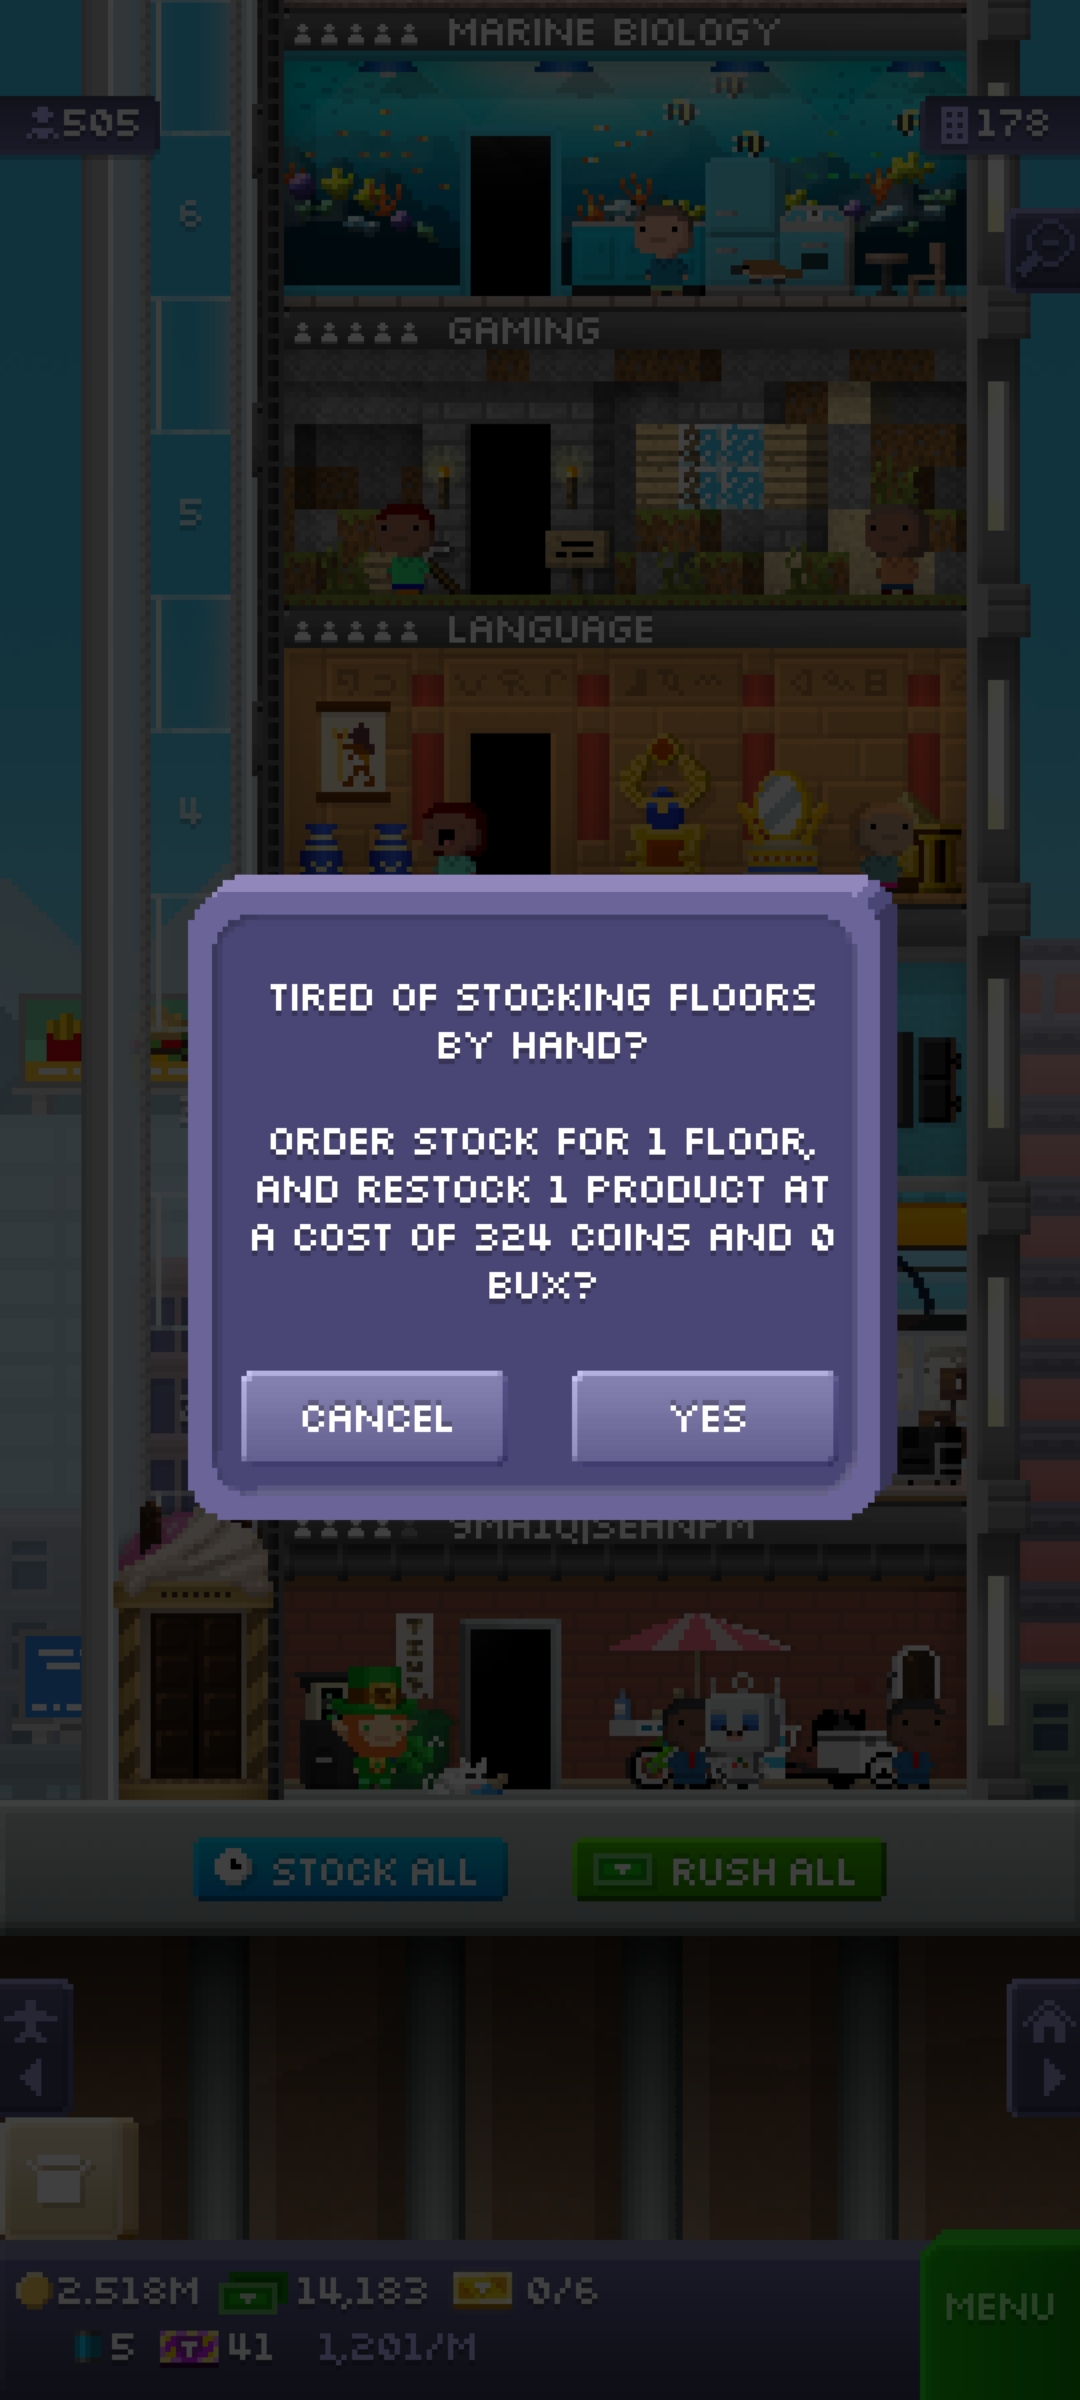 MARINE BIOLOGY
505
178
6
GAMING
5
LANGUAGE
4
TIRED OF STOCKING FLOORS
BY HAND?
ORDER STOCK FOR 1 FLOOR,
AND RESTOCK 1 PRODUCT AT
A COST OF 324 COINS AND 0
BUX?
CANCEL
YES
STOCK ALL
RUSH ALL
2.518M
14,183
0/6
5
41
1,201/M
MENU